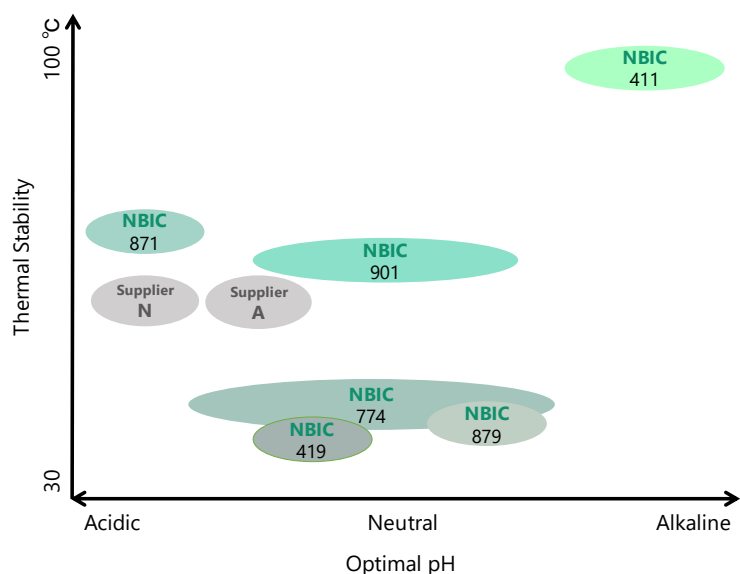 100 ℃
NBIC
411
Thermal Stability
NBIC
871
NBIC
901
Supplier
N
Supplier
A
NBIC
774
NBIC
879
NBIC
419
30
Acidic
Neutral
Alkaline
Optimal pH